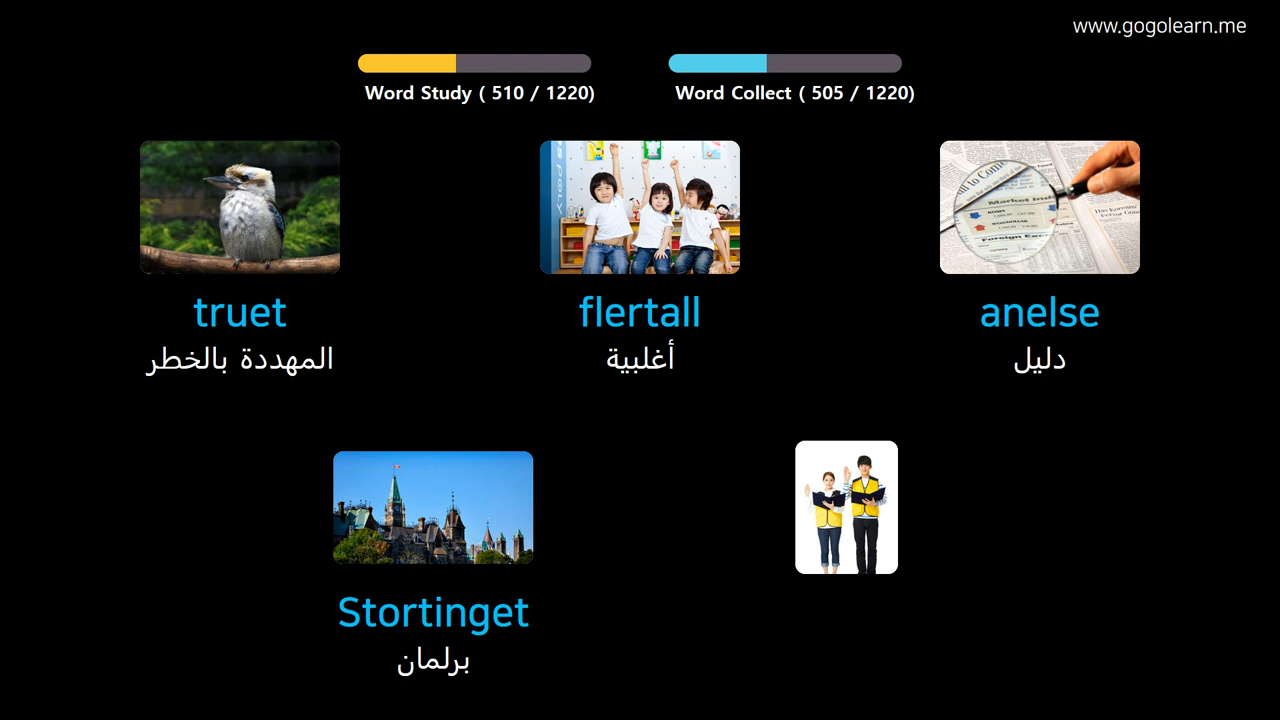 www.gogolearn.me
Word Study ( 510 / 1220)
Word Collect ( 505 / 1220)
truet
المهددة بالخطر
flertall
أغلبية
anelse
دليل
Stortinget
برلمان